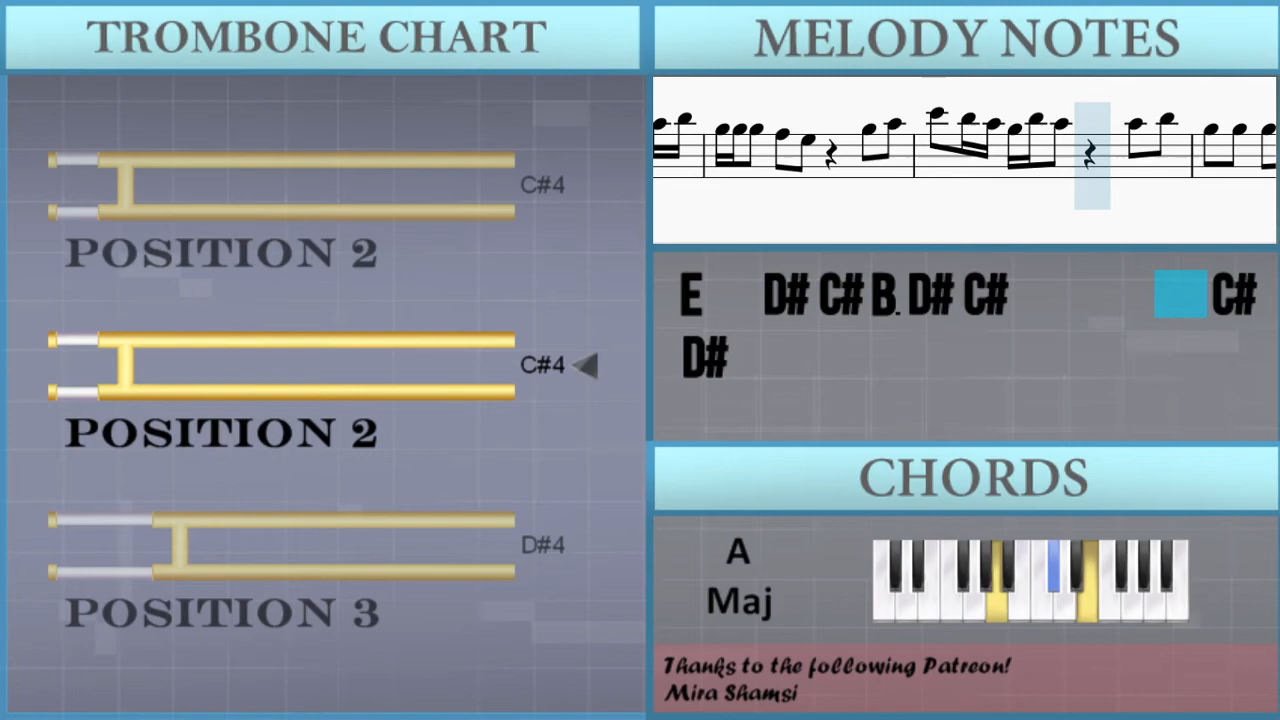 TROMBONE CHART
C#4
POSITION 2
C#4
POSITION 2
D#4
POSITION 3
MELODY NOTES
E D# C# B. D# C# C#
D#
CHORDS
A
Maj
Thanks to the following Patreon!
Mira Shamsi